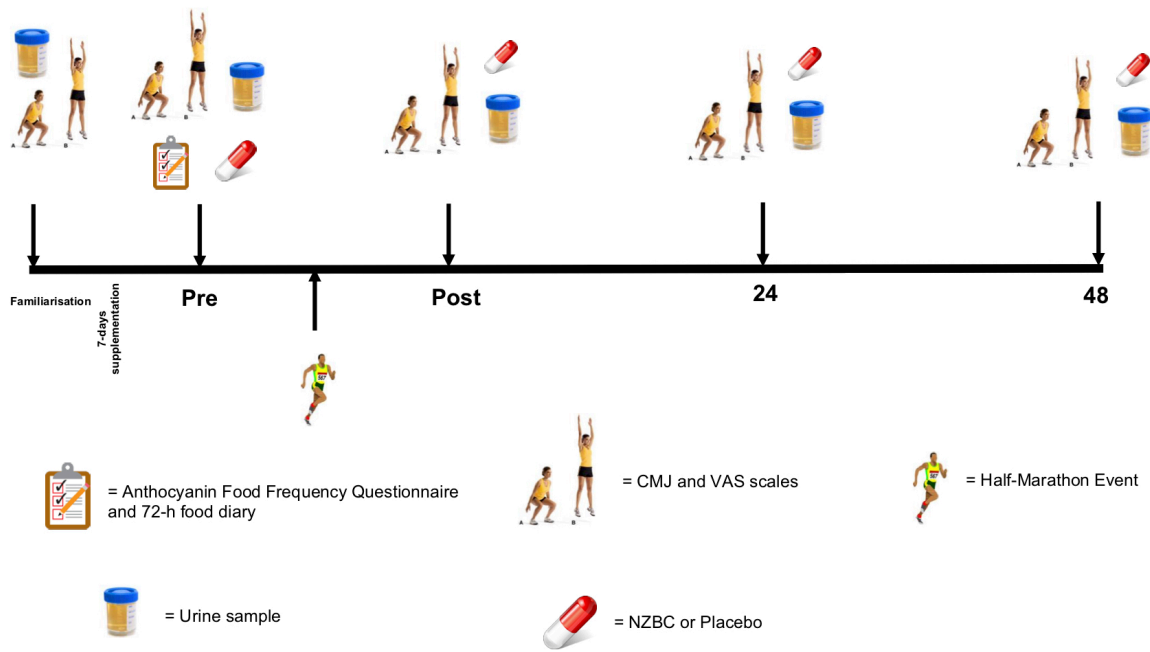 A
B
A
B
A
B
A
B
A
B
Familiarisation
7-days
supplementation
Pre
Post
24
48
= Anthocyanin Food Frequency Questionnaire
and 72-h food diary
A
B
= CMJ and VAS scales
= Half-Marathon Event
= Urine sample
= NZBC or Placebo